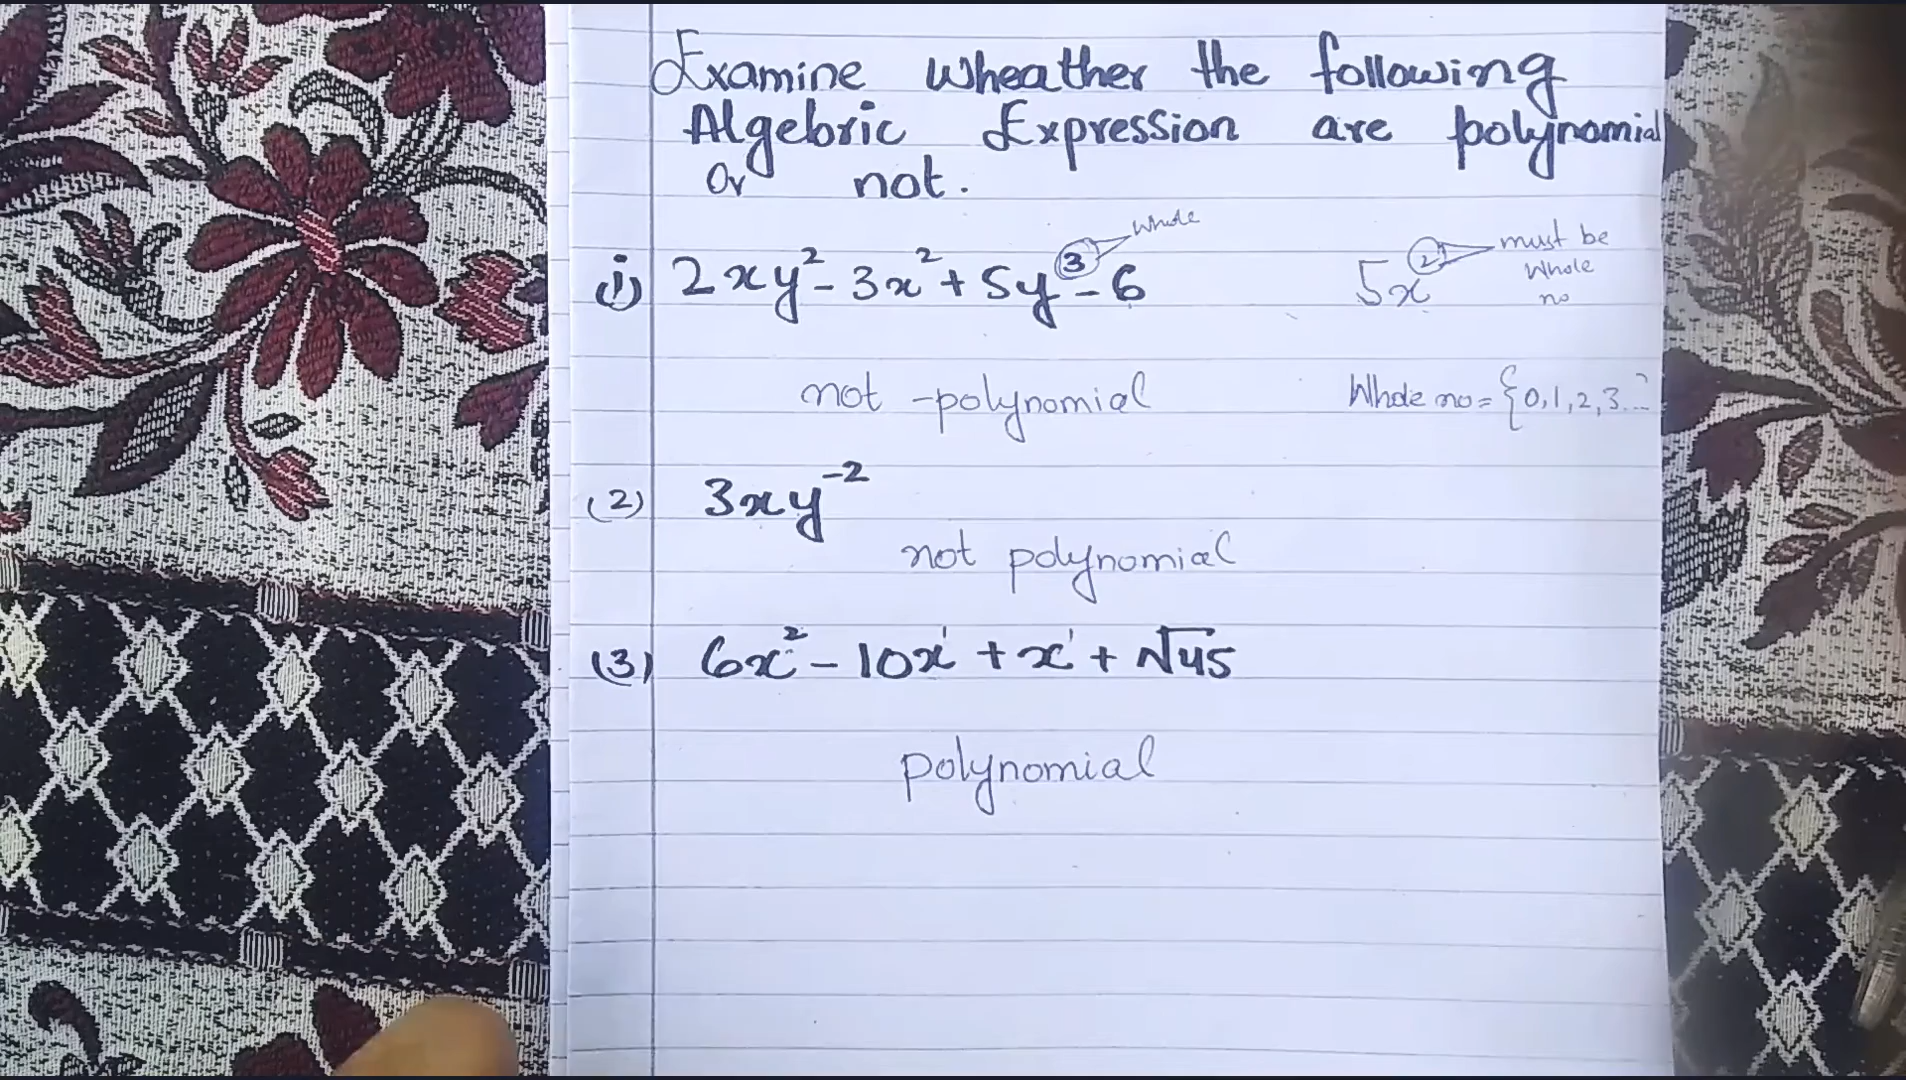 Examine Wheather the following
Algebric Expression are polynomial
Or not.
Whole
(i) 2xy² - 3x² + 5y³ - 6
5x² must be
Whole
no
not - polynomial
Whole no = {0, 1, 2, 3...
(2) 3xy⁻²
not polynomial
(3) 6x² - 10x¹ + x¹ + √45
polynomial